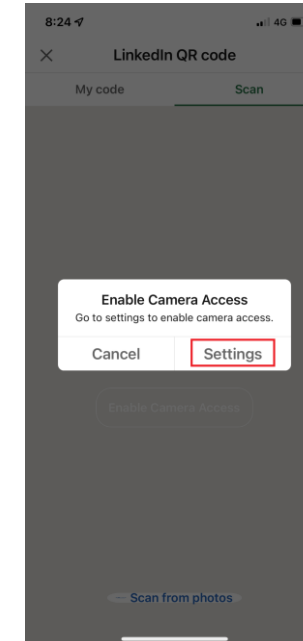 8:24
4G
LinkedIn QR code
My code
Scan
Enable Camera Access
Go to settings to enable camera access.
Cancel
Settings
Enable Camera Access
Scan from photos